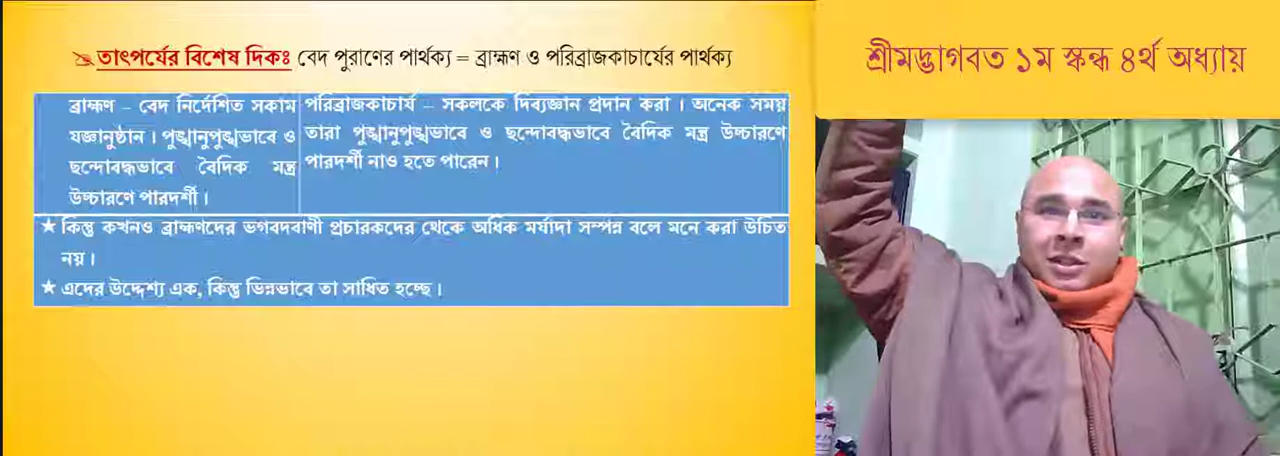 তাৎপর্যের বিশেষ দিকঃ বেদ পুরাণের পার্থক্য = ব্রাহ্মণ ও পরিব্রাজকাচার্যের পার্থক্য
ব্রাহ্মণ – বেদ নির্দেশিত সকাম
যজ্ঞানুষ্ঠান। পুঙ্খানুপুঙ্খভাবে ও
ছন্দোবদ্ধভাবে বৈদিক মন্ত্র
উচ্চারণে পারদর্শী।
পরিব্রাজকাচার্য – সকলকে দিব্যজ্ঞান প্রদান করা। অনেক সময়
তারা পুঙ্খানুপুঙ্খভাবে ও ছন্দোবদ্ধভাবে বৈদিক মন্ত্র উচ্চারণে
পারদর্শী নাও হতে পারেন।
★ কিন্তু কখনও ব্রাহ্মণদের ভগবদবাণী প্রচারকদের থেকে অধিক মর্যাদা সম্পন্ন বলে মনে করা উচিত
নয়।
★ এদের উদ্দেশ্য এক, কিন্তু ভিন্নভাবে তা সাধিত হচ্ছে।
শ্রীমদ্ভাগবত ১ম স্কন্ধ ৪র্থ অধ্যায়